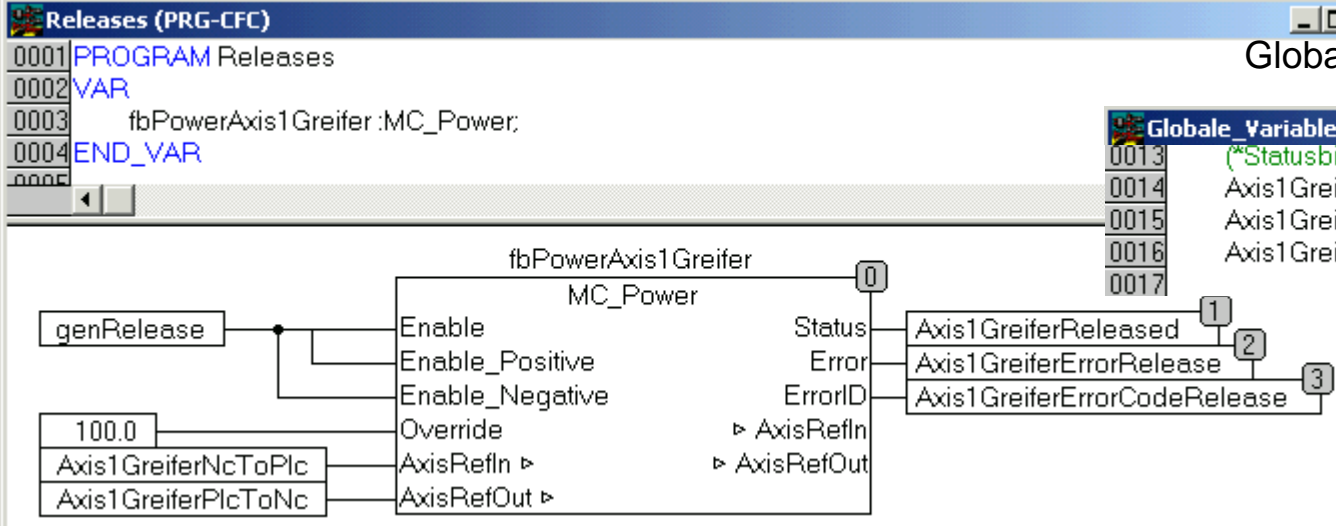 Releases (PRG-CFC)
0001 PROGRAM Releases
0002 VAR
0003 fbPowerAxis1Greifer :MC_Power;
0004 END_VAR
0005
Globa
Globale_Variable
0013 (*Statusbi
0014 Axis1Grei
0015 Axis1Grei
0016 Axis1Grei
0017
fbPowerAxis1Greifer
0
MC_Power
genRelease
Enable
Status
Axis1GreiferReleased
1
Enable_Positive
Error
Axis1GreiferErrorRelease
2
Enable_Negative
ErrorID
Axis1GreiferErrorCodeRelease
3
100.0
Override
AxisRefIn
Axis1GreiferNcToPlc
AxisRefIn
AxisRefOut
Axis1GreiferPlcToNc
AxisRefOut